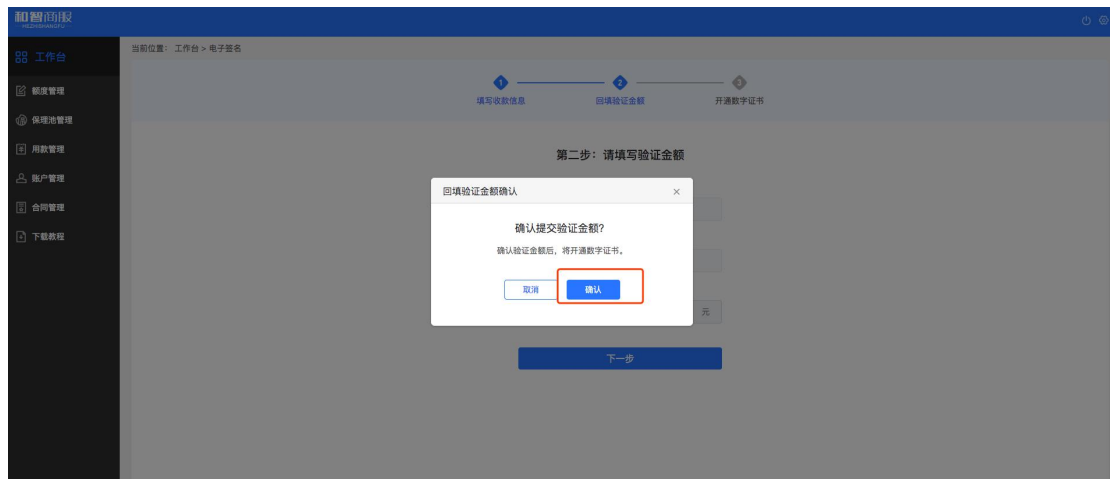 和智商服
HEZHISHANGFU
工作台
当前位置： 工作台 > 电子签名
额度管理
保理池管理
用款管理
账户管理
合同管理
下载教程
1
2
3
填写收款信息
回填验证金额
开通数字证书
第二步：请填写验证金额
回填验证金额确认
×
确认提交验证金额?
确认验证金额后，将开通数字证书。
取消
确认
元
下一步